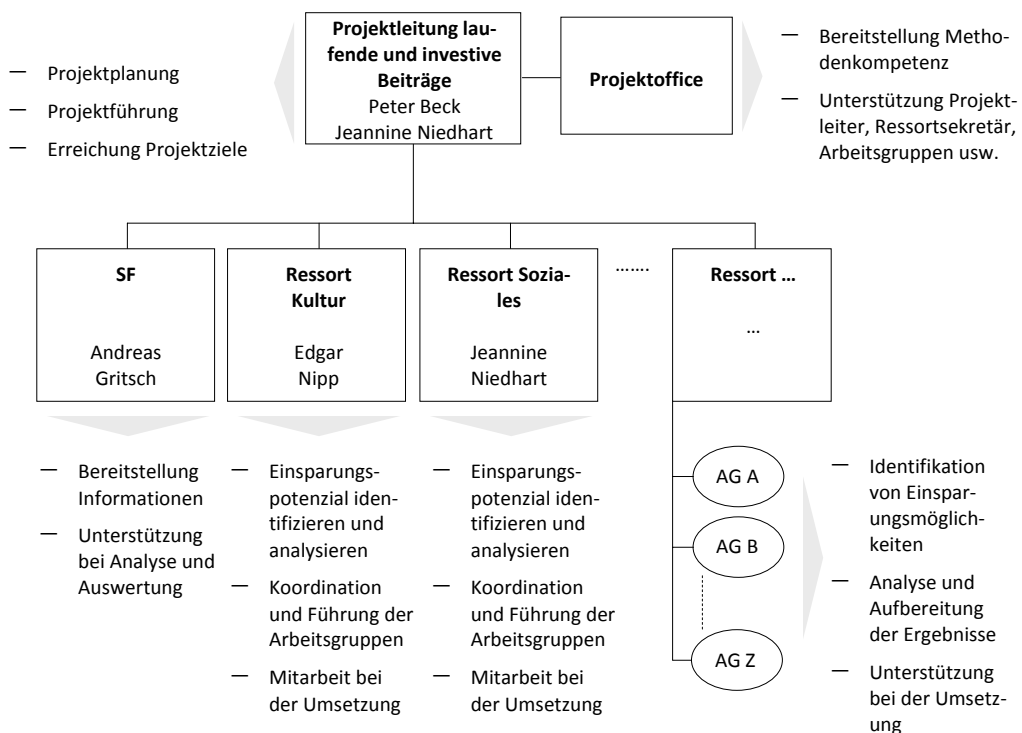 Projektleitung lau-
fende und investive
Beiträge
Peter Beck
Jeannine Niedhart
Projektoffice
— Projektplanung
— Projektführung
— Erreichung Projektziele
— Bereitstellung Metho-
denkompetenz
— Unterstützung Projekt-
leiter, Ressortsekretär,
Arbeitsgruppen usw.
SF
Andreas
Gritsch
Ressort
Kultur
Edgar
Nipp
Ressort Sozia-
les
Jeannine
Niedhart
.......
Ressort ...
...
— Bereitstellung
Informationen
— Unterstützung
bei Analyse und
Auswertung
— Einsparungs-
potenzial iden-
tifizieren und
analysieren
— Koordination
und Führung der
Arbeitsgruppen
— Mitarbeit bei
der Umsetzung
— Einsparungs-
potenzial iden-
tifizieren und
analysieren
— Koordination
und Führung der
Arbeitsgruppen
— Mitarbeit bei
der Umsetzung
AG A
AG B
AG Z
— Identifikation
von Einspar-
ungsmöglich-
keiten
— Analyse und
Aufbereitung
der Ergebnisse
— Unterstützung
bei der Umsetz-
ung